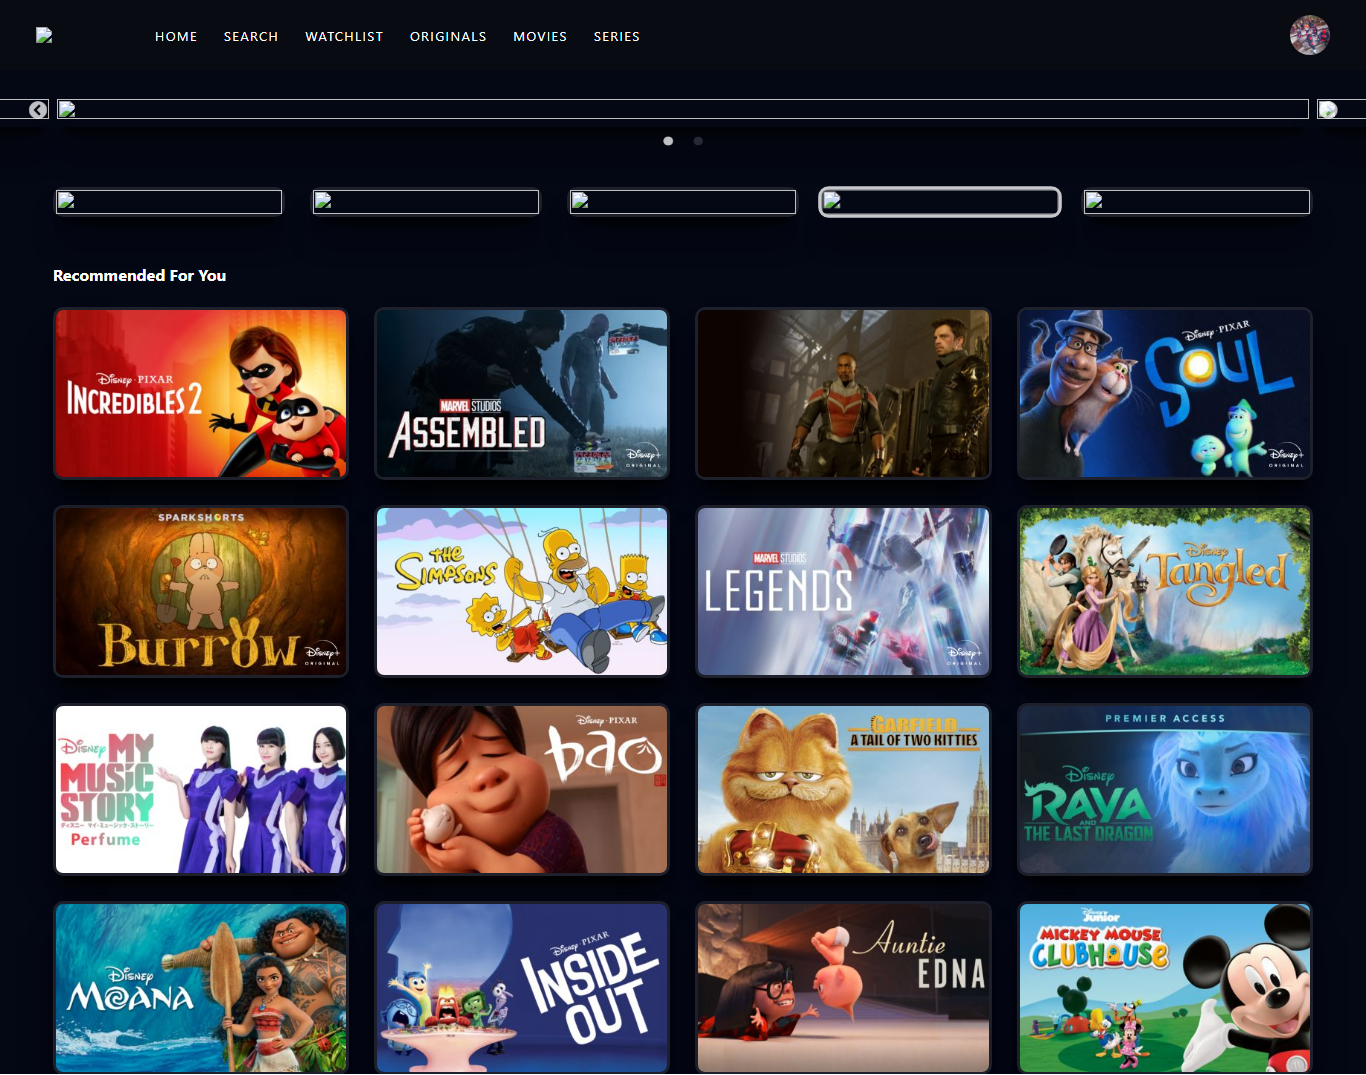 HOME SEARCH WATCHLIST ORIGINALS MOVIES SERIES
Recommended For You
Disney · PIXAR
INCREDIBLES 2
MARVEL STUDIOS
ASSEMBLED
Disney+
ORIGINAL
Disney · PIXAR
SOUL
Disney+
ORIGINAL
SPARKSHORTS
BURROW
Disney+
ORIGINAL
THE
SIMPSONS
MARVEL STUDIOS
LEGENDS
Disney+
ORIGINAL
Disney
Tangled
Disney MY
MUSIC
STORY
ディズニー マイ・ミュージック・ストーリー
Perfume
Disney · PIXAR
bao
GARFIELD
A TAIL OF TWO KITTIES
PREMIER ACCESS
Disney
RAYA
AND
THE LAST DRAGON
Disney
MOANA
Disney · PIXAR
INSIDE
OUT
Auntie
EDNA
Disney
Junior
MICKEY MOUSE
CLUBHOUSE